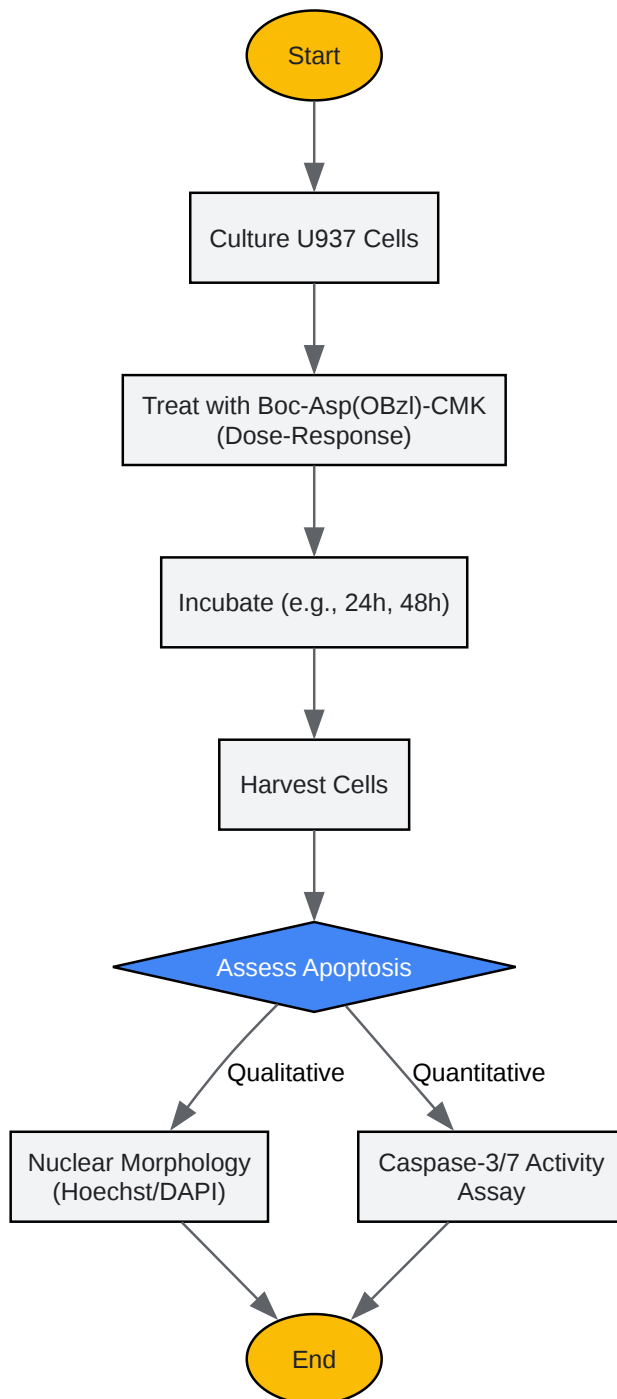 Start
Culture U937 Cells
Treat with Boc-Asp(OBzl)-CMK
(Dose-Response)
Incubate (e.g., 24h, 48h)
Harvest Cells
Assess Apoptosis
Qualitative
Quantitative
Nuclear Morphology
(Hoechst/DAPI)
Caspase-3/7 Activity
Assay
End